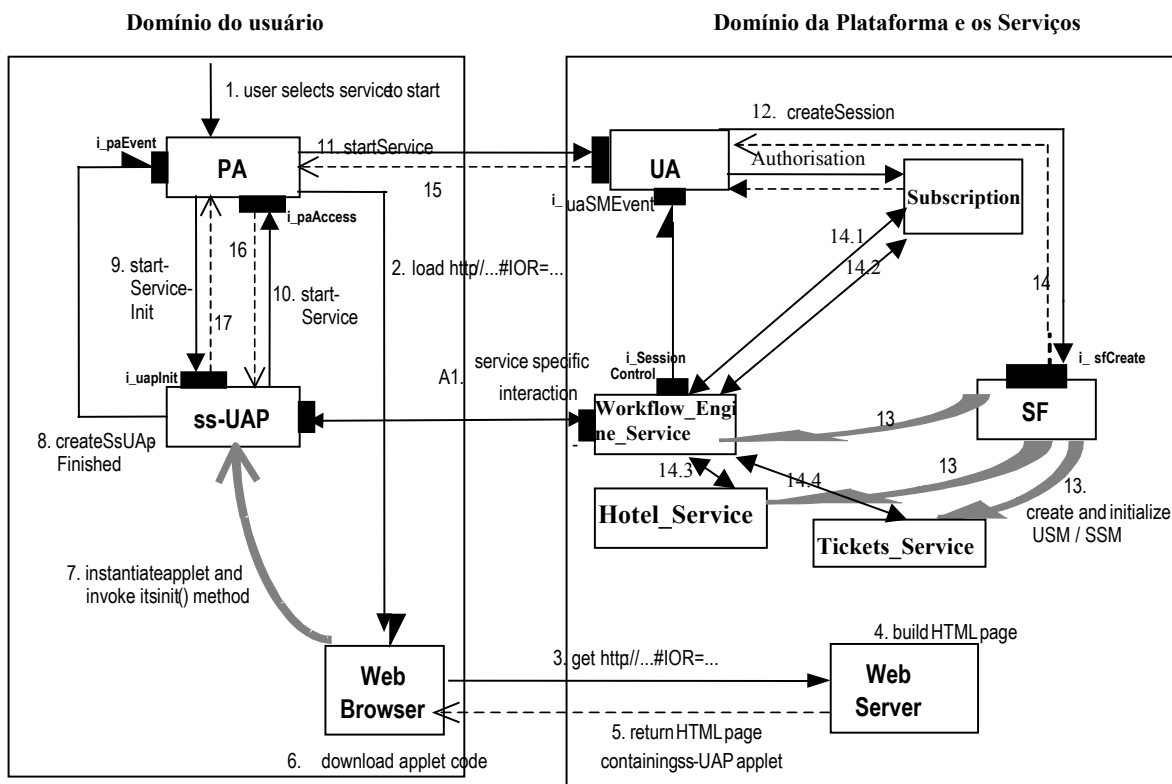 Domínio do usuário
Domínio da Plataforma e os Serviços
1. user selects service to start
12. createSession
i_paEvent
PA
11. startService
UA
Authorisation
15
i_paAccess
i_uaSMEvent
Subscription
14.1
14.2
9. start-
Service-
Init
16
17
10. start-
Service
2. load http://...#IOR=...
14
i_uapInit
A1.
service specific
interaction
i_Session
Control
i_ sfCreate
ss-UAP
Workflow_Engi
ne_Service
13
SF
8. createSsUAp
Finished
14.3
14.4
13
13.
create and initialize
USM / SSM
Hotel_Service
Tickets_Service
7. instantiateapplet and
invoke itsinit() method
4. build HTML page
3. get http://...#IOR=...
Web
Browser
Web
Server
5. return HTML page
containingss-UAP applet
6. download applet code